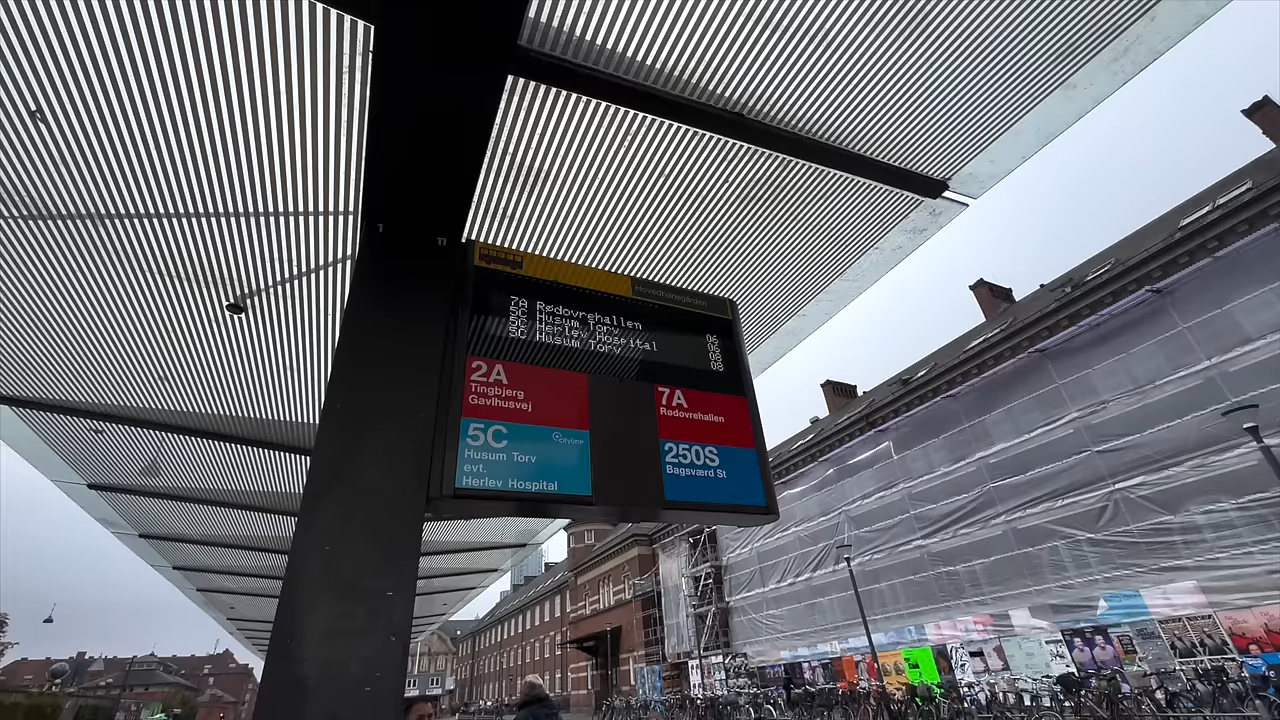 Hovedbanegården
7A Rødovrehallen 06
5C Husum Torv 06
5C Herlev Hospital 08
5C Husum Torv 08
2A
Tingbjerg
Gavlhusvej
5C cityline
Husum Torv
evt.
Herlev Hospital
7A
Rødovrehallen
250S
Bagsværd St